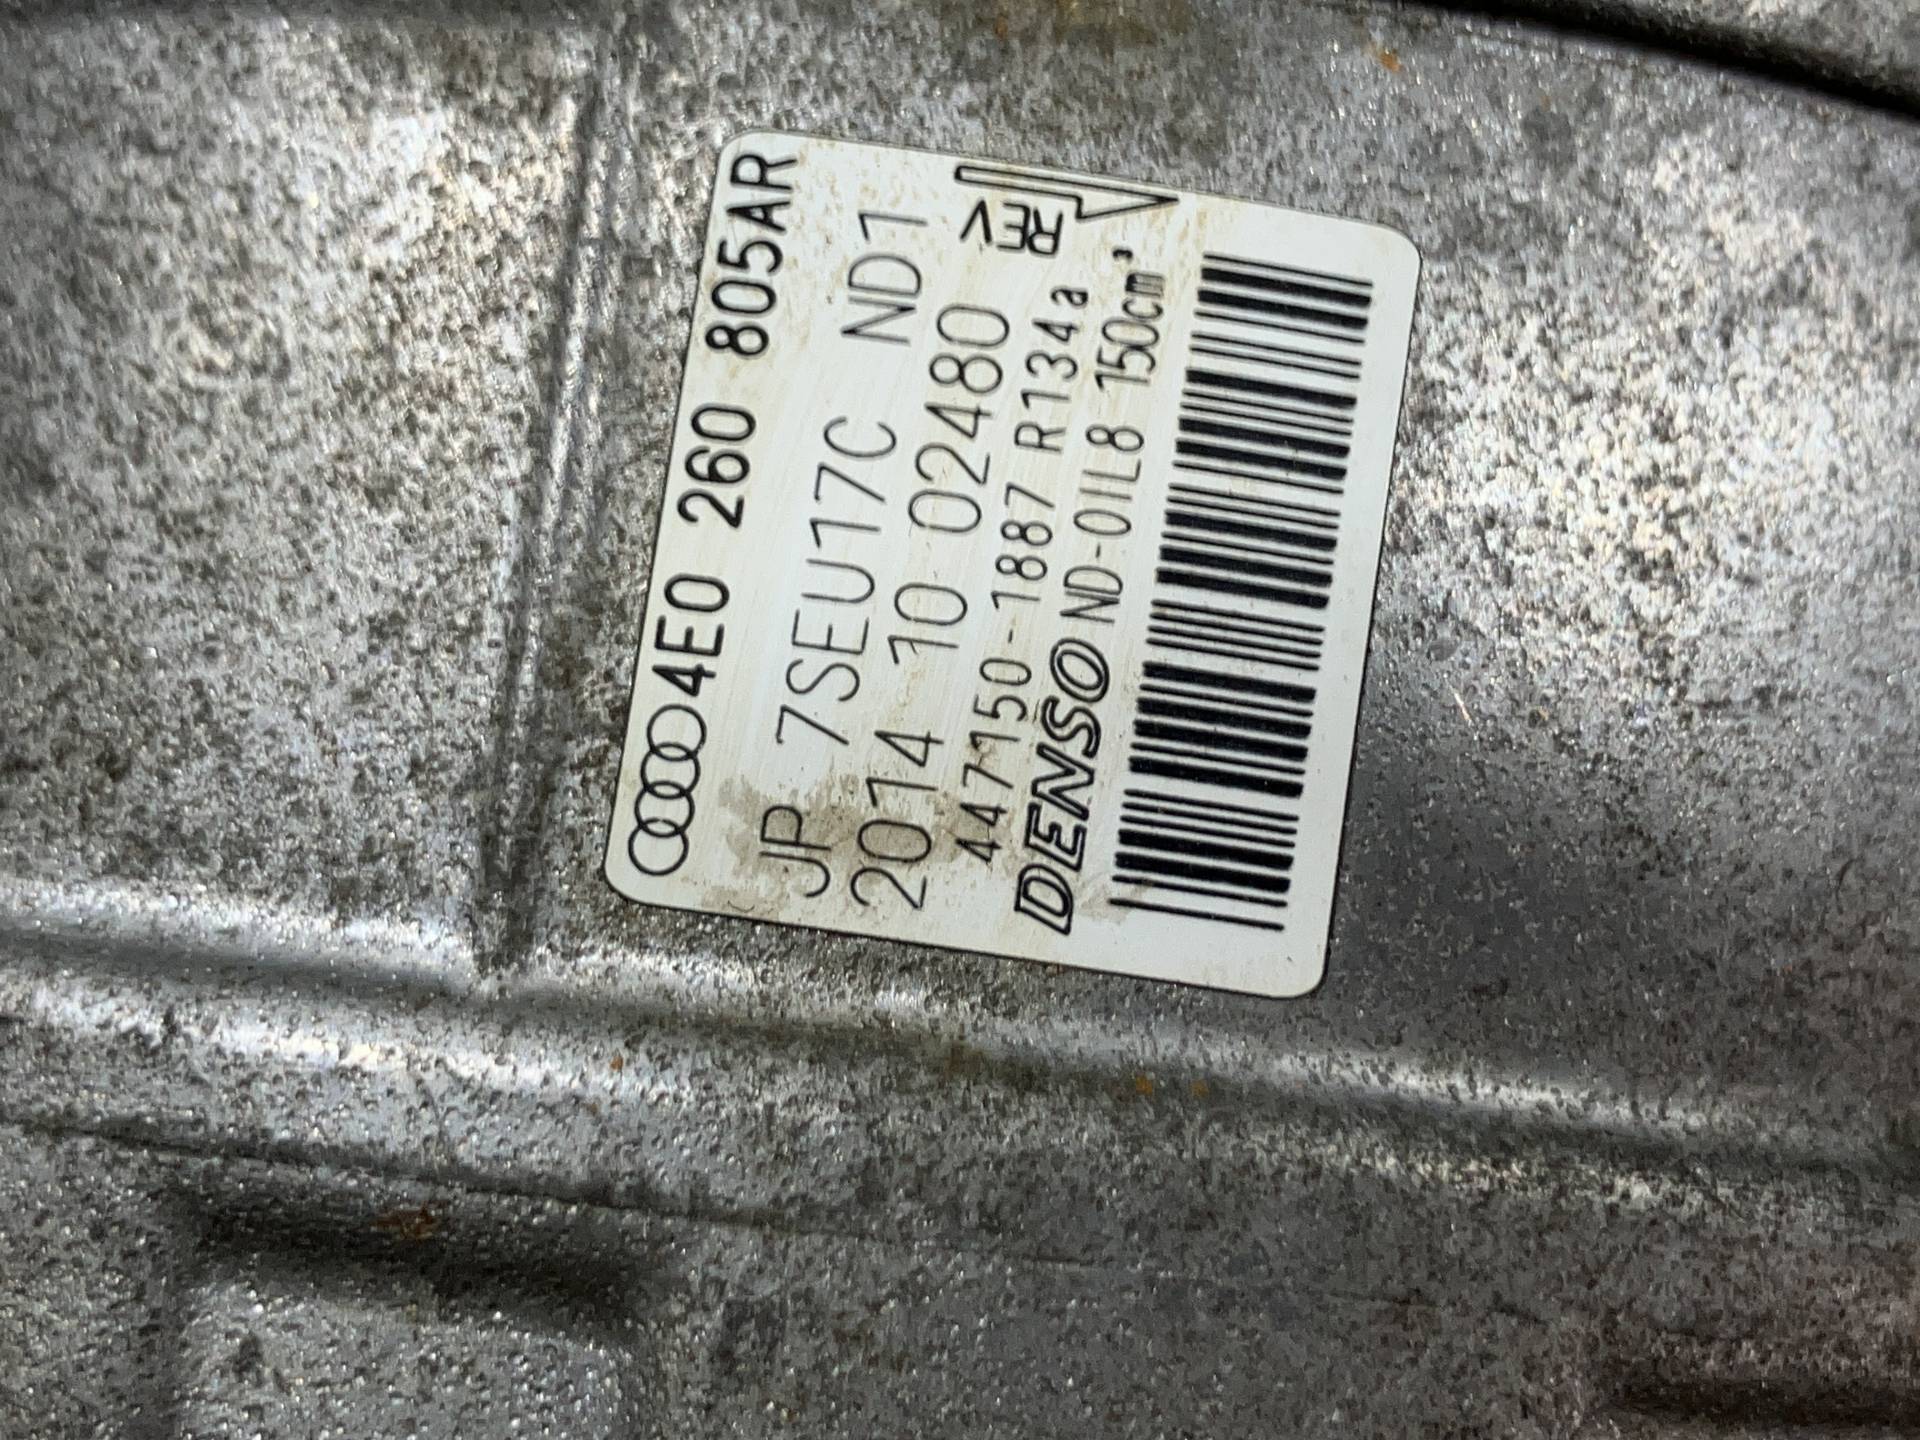 4E0 260 805AR
JP 7SEU17C ND1
2014 10 02480
REV
447150-1887 R134a
DENSO ND-OIL8 150cm³